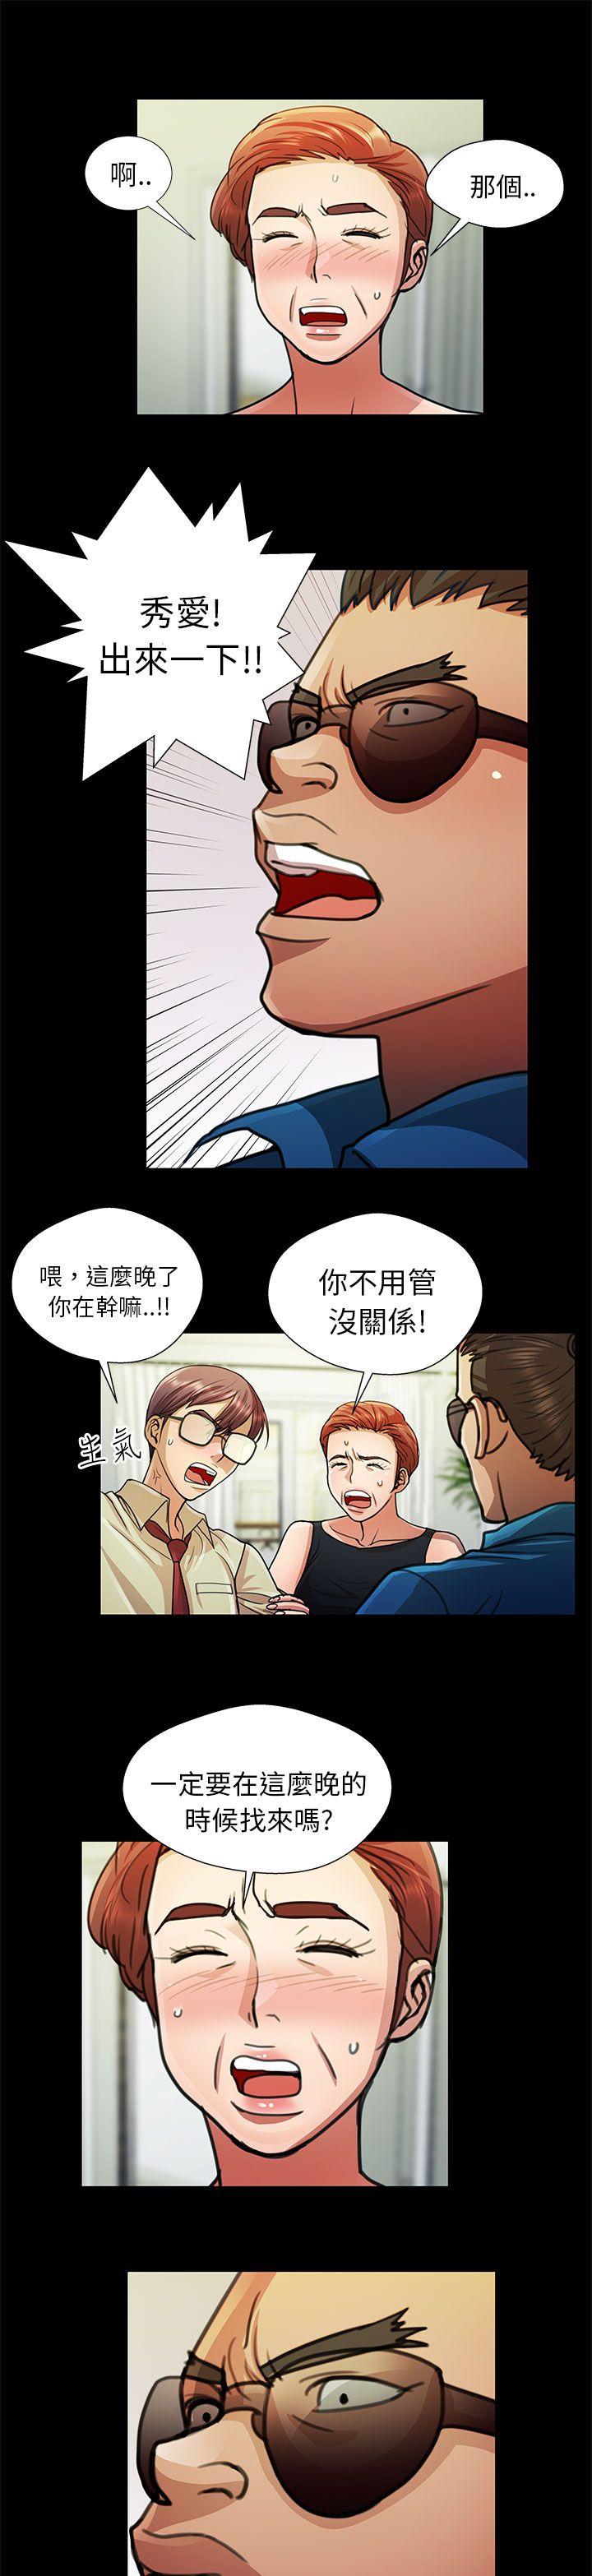 啊..
那個..
秀愛!
出來一下!!
喂，這麼晚了
你在幹嘛..!!
你不用管
沒關係!
生氣
一定要在這麼晚的
時候找來嗎?